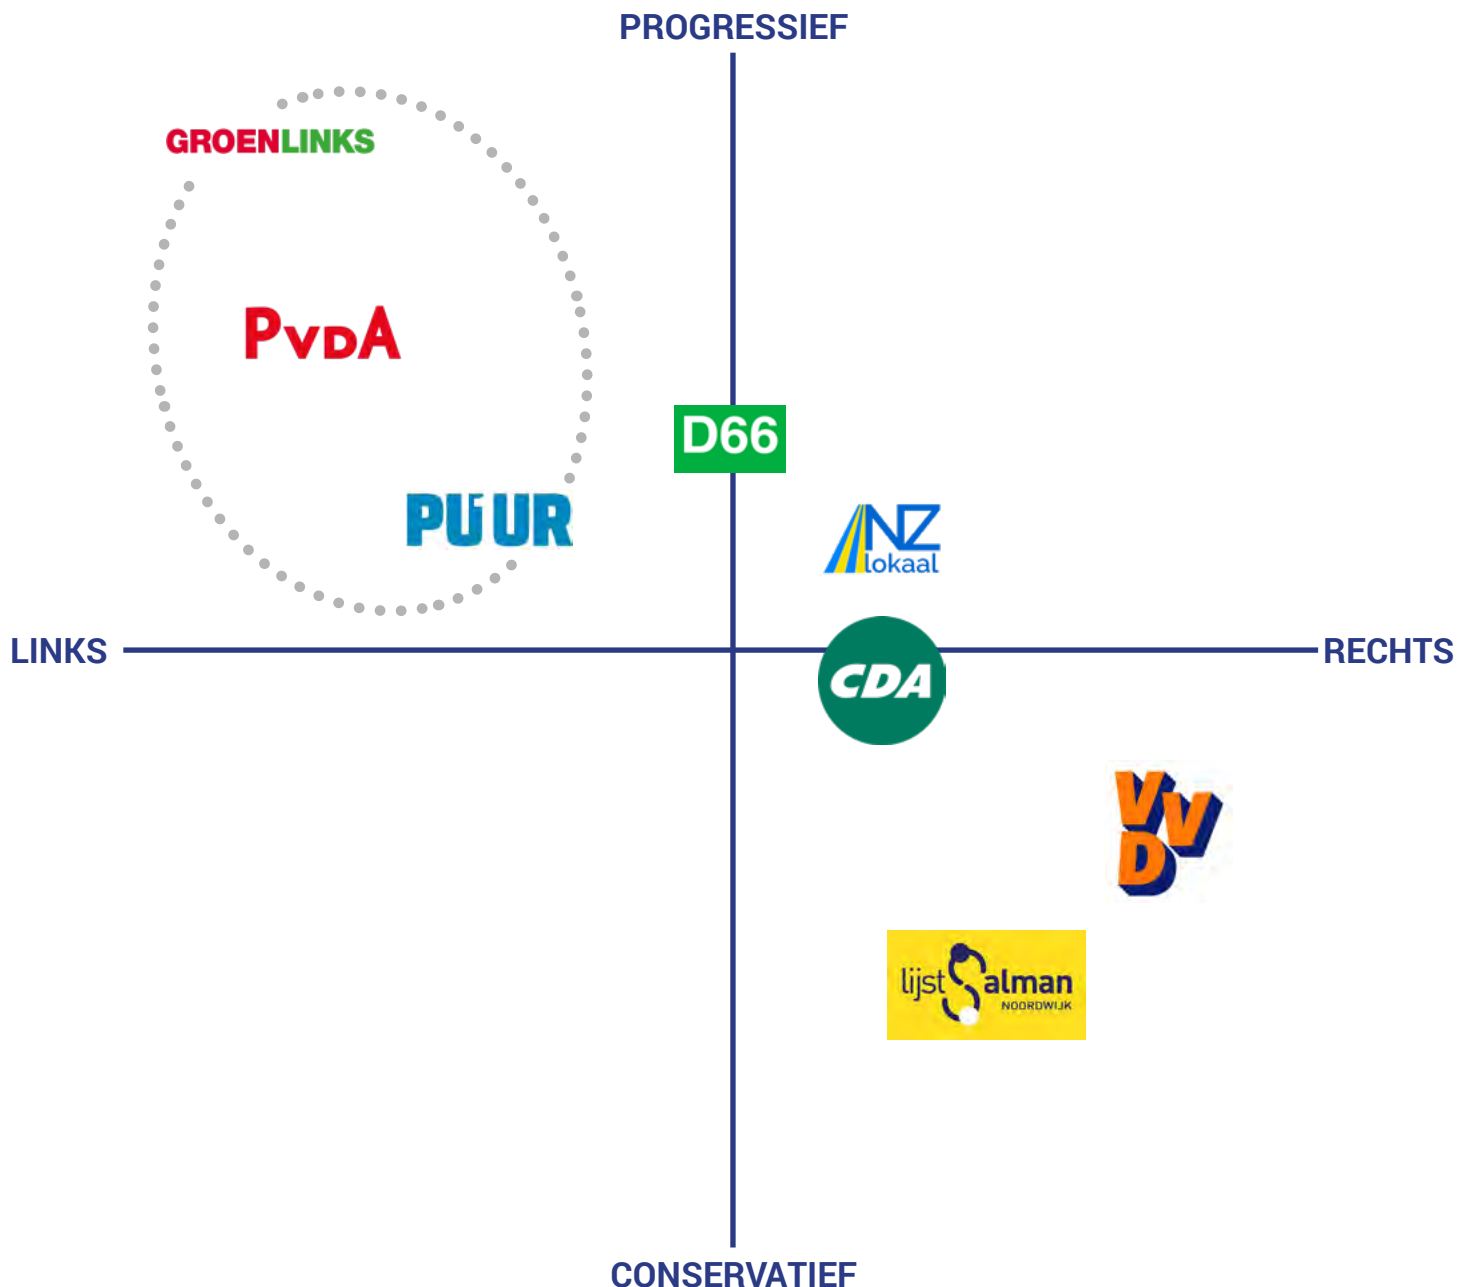 PROGRESSIEF
GROENLINKS
PvdA
D66
PUUR
NZ
lokaal
LINKS
RECHTS
CDA
VVD
lijst Salman
NOORDWIJK
CONSERVATIEF